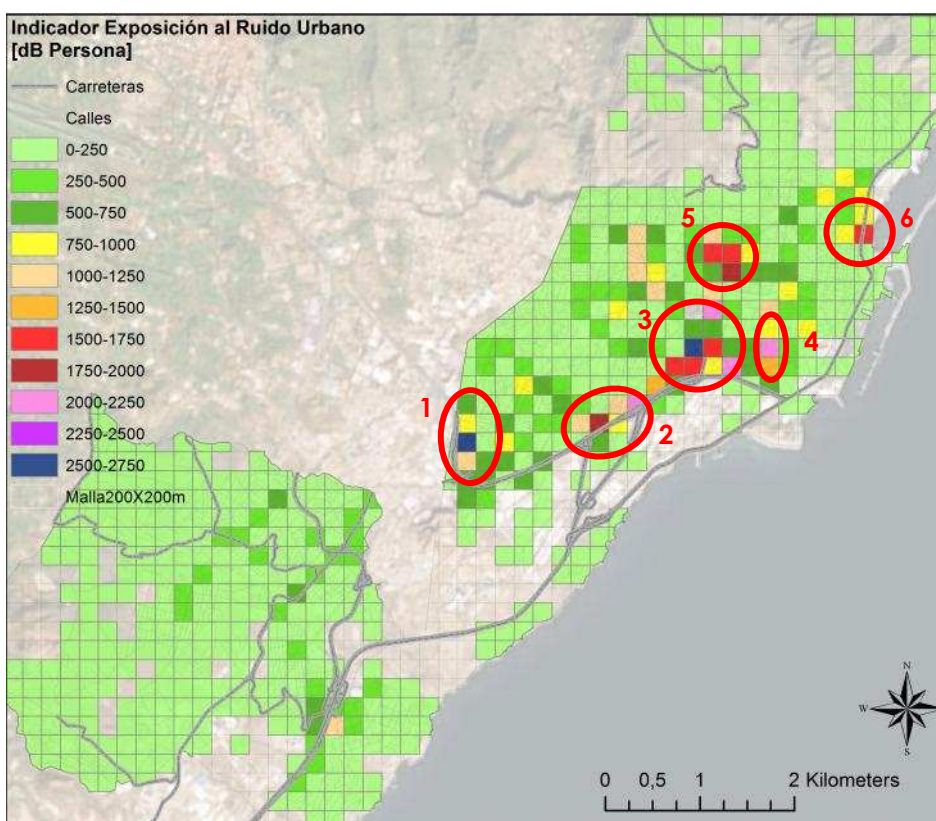 Indicador Exposición al Ruido Urbano
[dB Persona]
Carreteras
Calles
0-250
250-500
500-750
750-1000
1000-1250
1250-1500
1500-1750
1750-2000
2000-2250
2250-2500
2500-2750
Malla200X200m
1
2
3
4
5
6
N
W
E
S
0 0,5 1 2 Kilometers